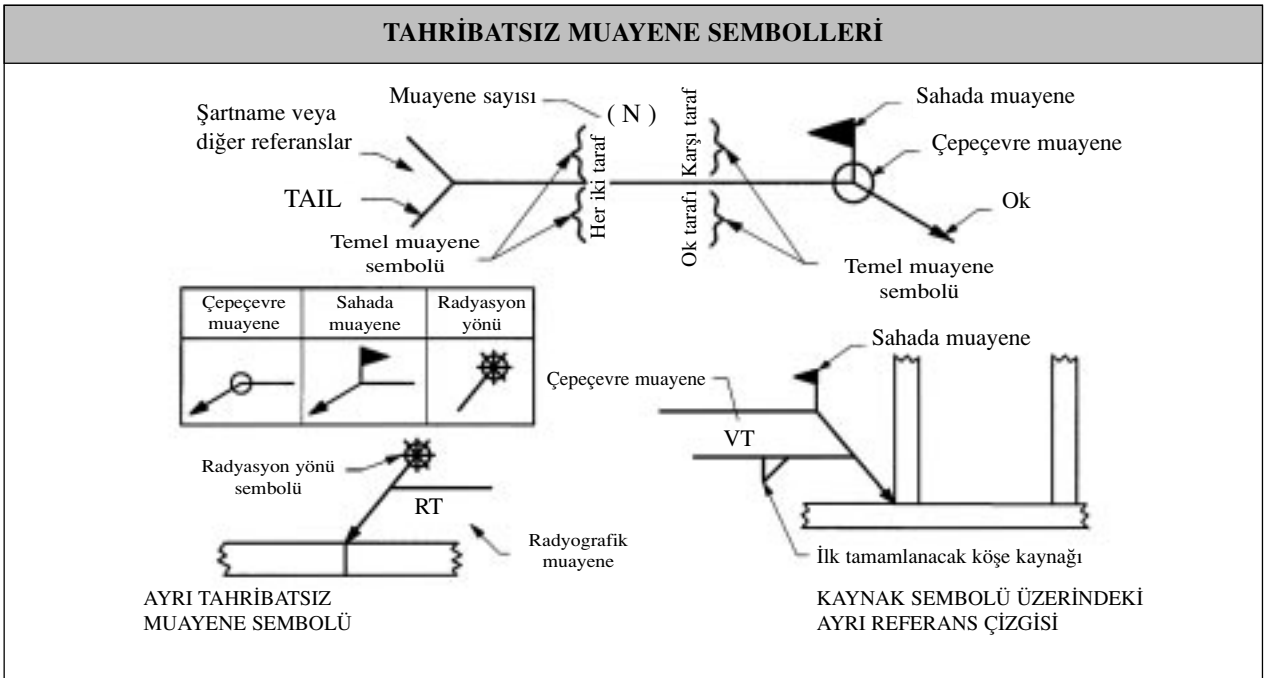 TAHRİBATSIZ MUAYENE SEMBOLLERİ
Şartname veya
diğer referanslar
TAIL
Muayene sayısı
( N )
Her iki taraf
Karşı taraf
Ok tarafı
Temel muayene
sembolü
Temel muayene
sembolü
Sahada muayene
Çepeçevre muayene
Ok
Çepeçevre
muayene
Sahada
muayene
Radyasyon
yönü
Radyasyon yönü
sembolü
RT
Radyografik
muayene
AYRI TAHRİBATSIZ
MUAYENE SEMBOLÜ
Sahada muayene
Çepeçevre muayene
VT
İlk tamamlanacak köşe kaynağı
KAYNAK SEMBOLÜ ÜZERİNDEKİ
AYRI REFERANS ÇİZGİSİ